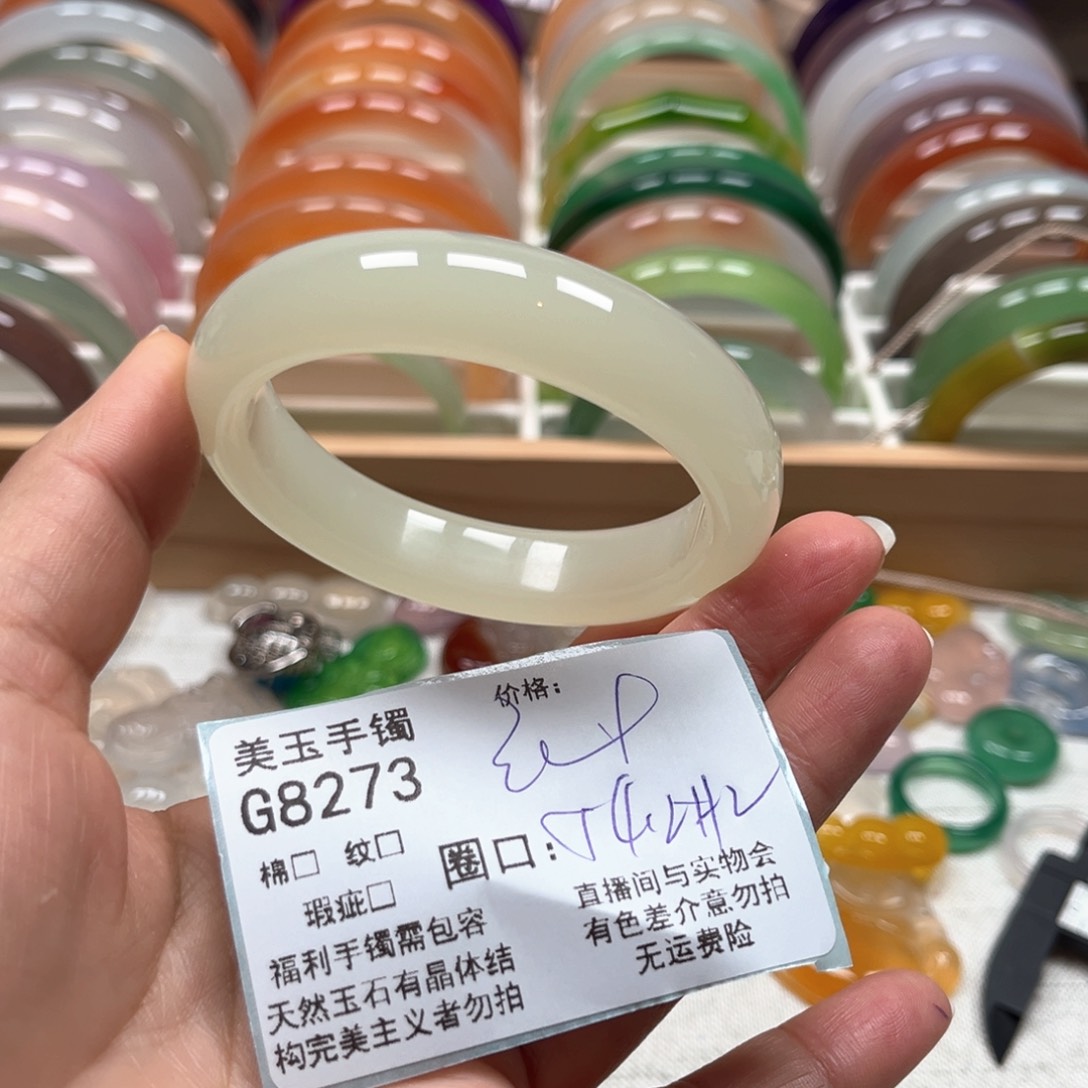 美玉手镯
G8273
价格:
棉□ 纹□
瑕疵□
圈口:
福利手镯需包容
天然玉石有晶体结
构完美主义者勿拍
直播间与实物会
有色差介意勿拍
无运费险